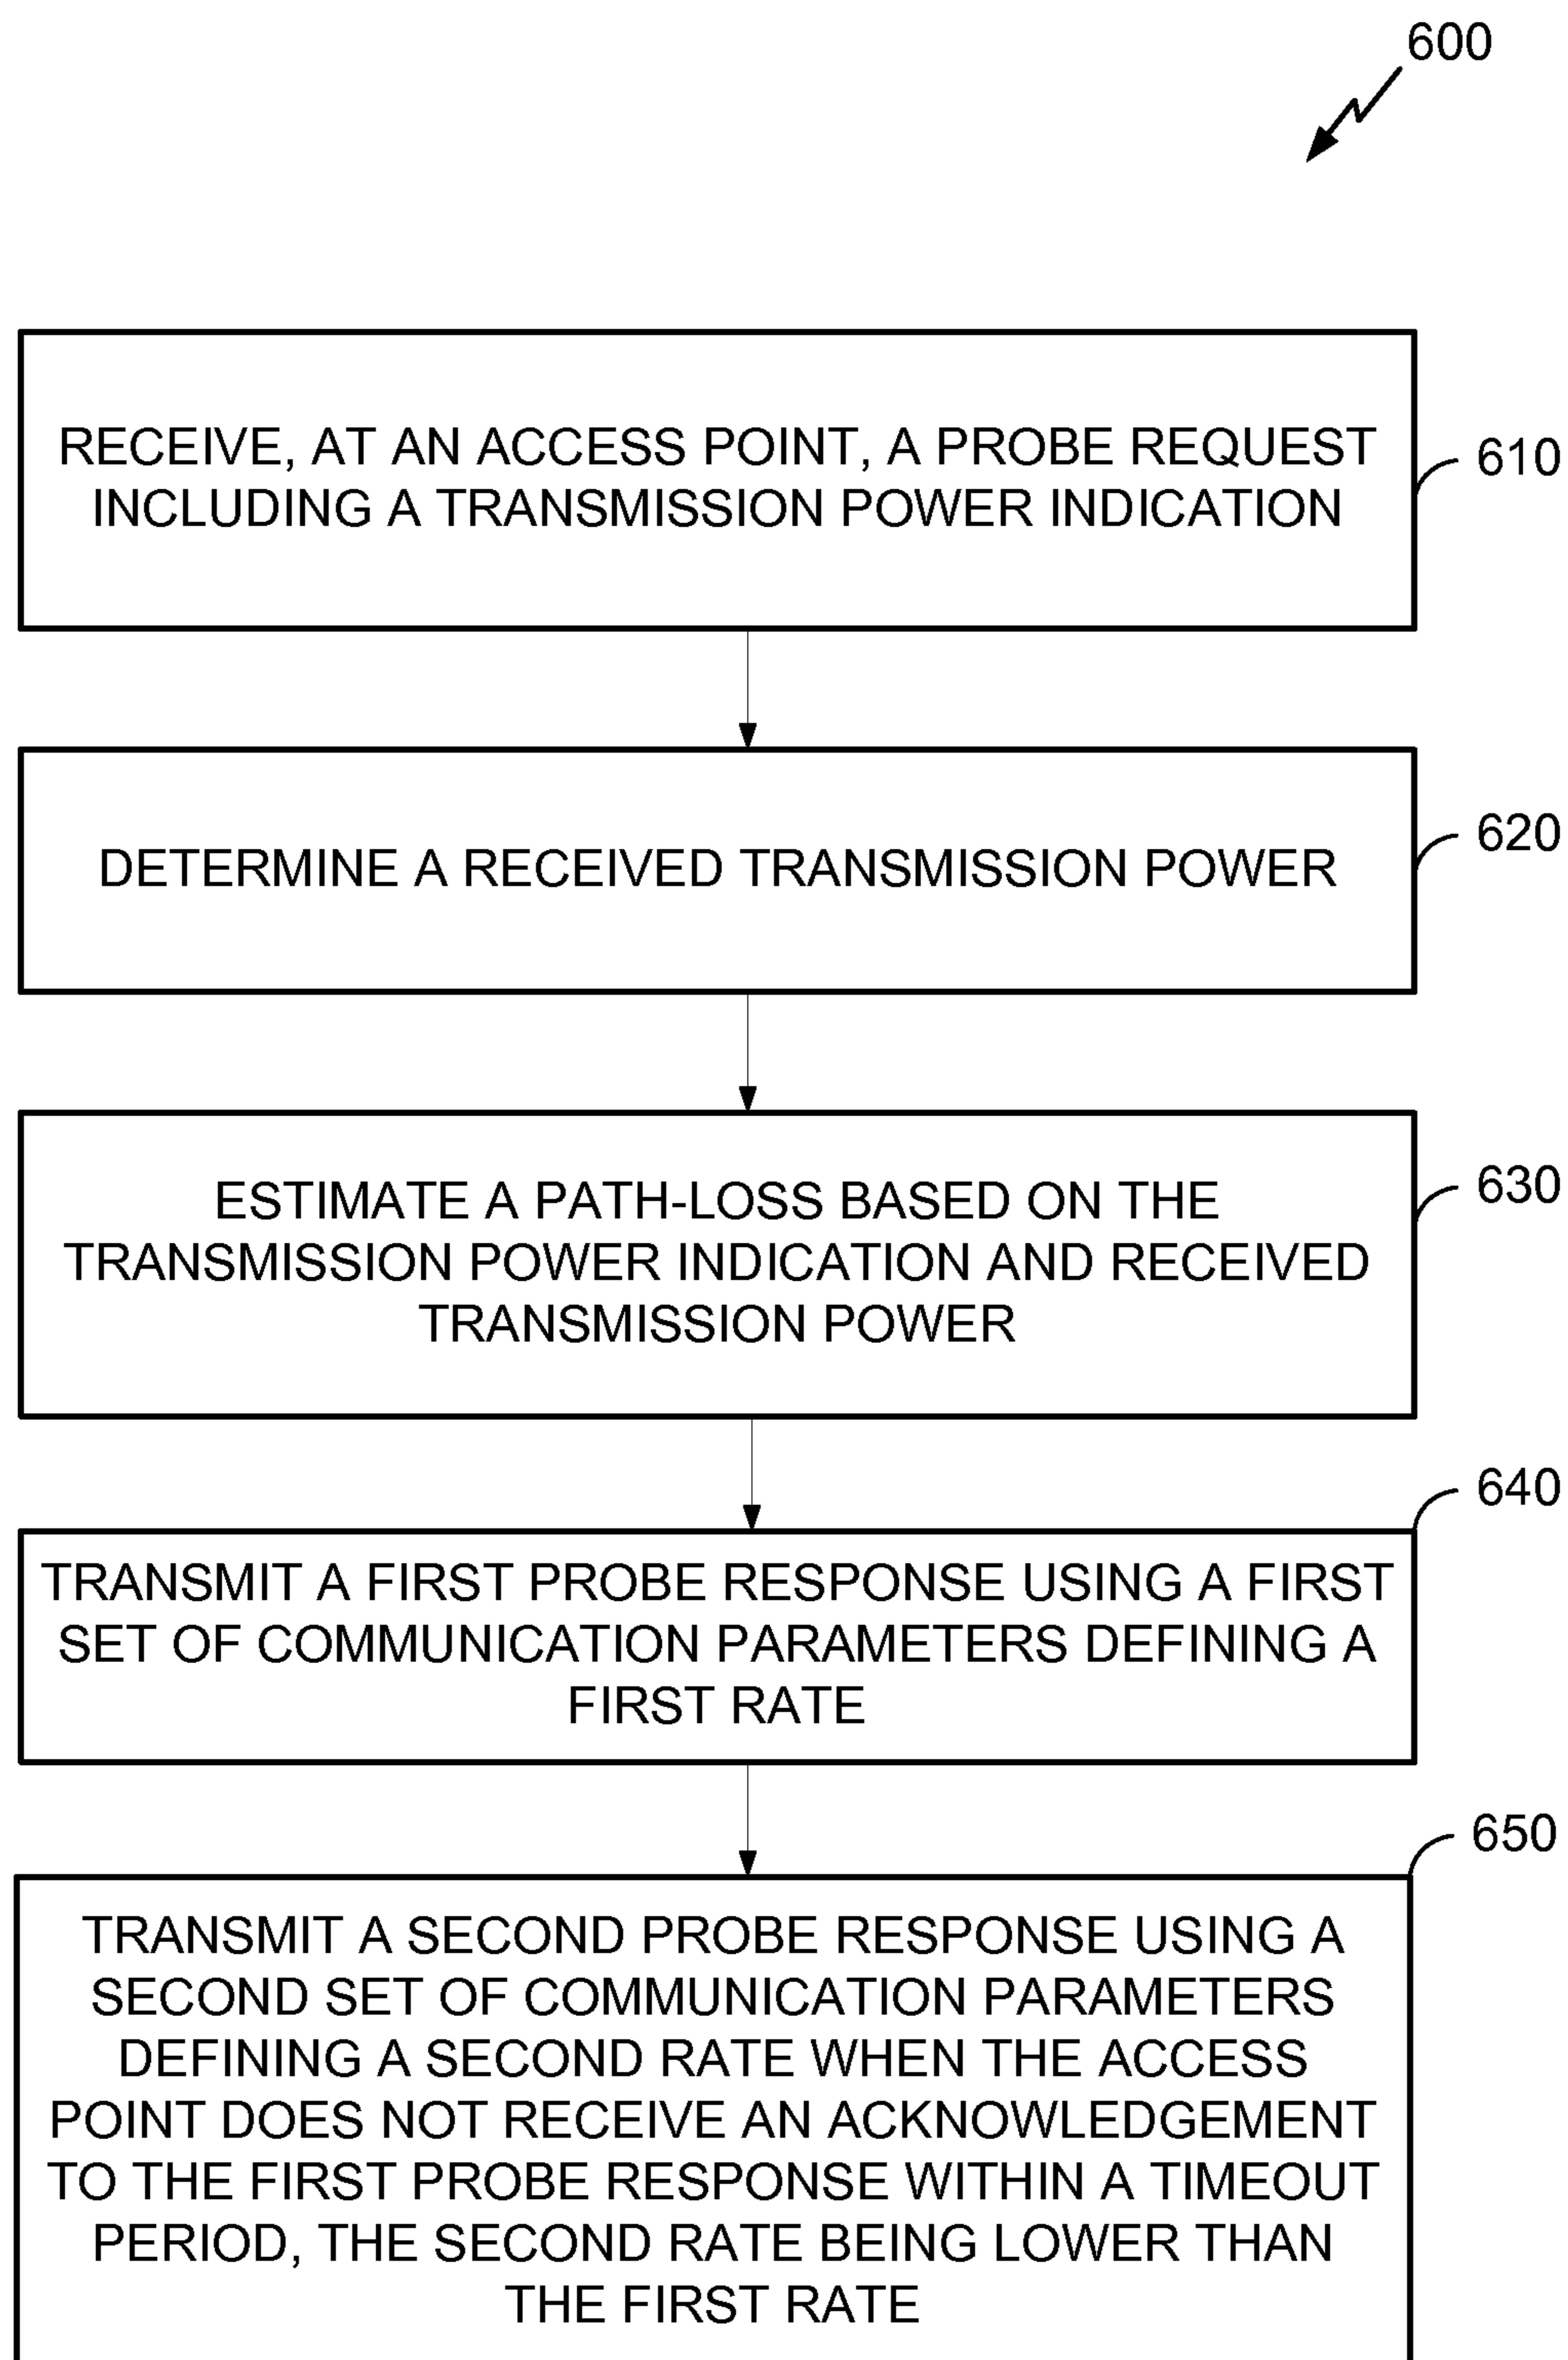 600
RECEIVE, AT AN ACCESS POINT, A PROBE REQUEST
INCLUDING A TRANSMISSION POWER INDICATION
610
DETERMINE A RECEIVED TRANSMISSION POWER
620
ESTIMATE A PATH-LOSS BASED ON THE
TRANSMISSION POWER INDICATION AND RECEIVED
TRANSMISSION POWER
630
TRANSMIT A FIRST PROBE RESPONSE USING A FIRST
SET OF COMMUNICATION PARAMETERS DEFINING A
FIRST RATE
640
TRANSMIT A SECOND PROBE RESPONSE USING A
SECOND SET OF COMMUNICATION PARAMETERS
DEFINING A SECOND RATE WHEN THE ACCESS
POINT DOES NOT RECEIVE AN ACKNOWLEDGEMENT
TO THE FIRST PROBE RESPONSE WITHIN A TIMEOUT
PERIOD, THE SECOND RATE BEING LOWER THAN
THE FIRST RATE
650